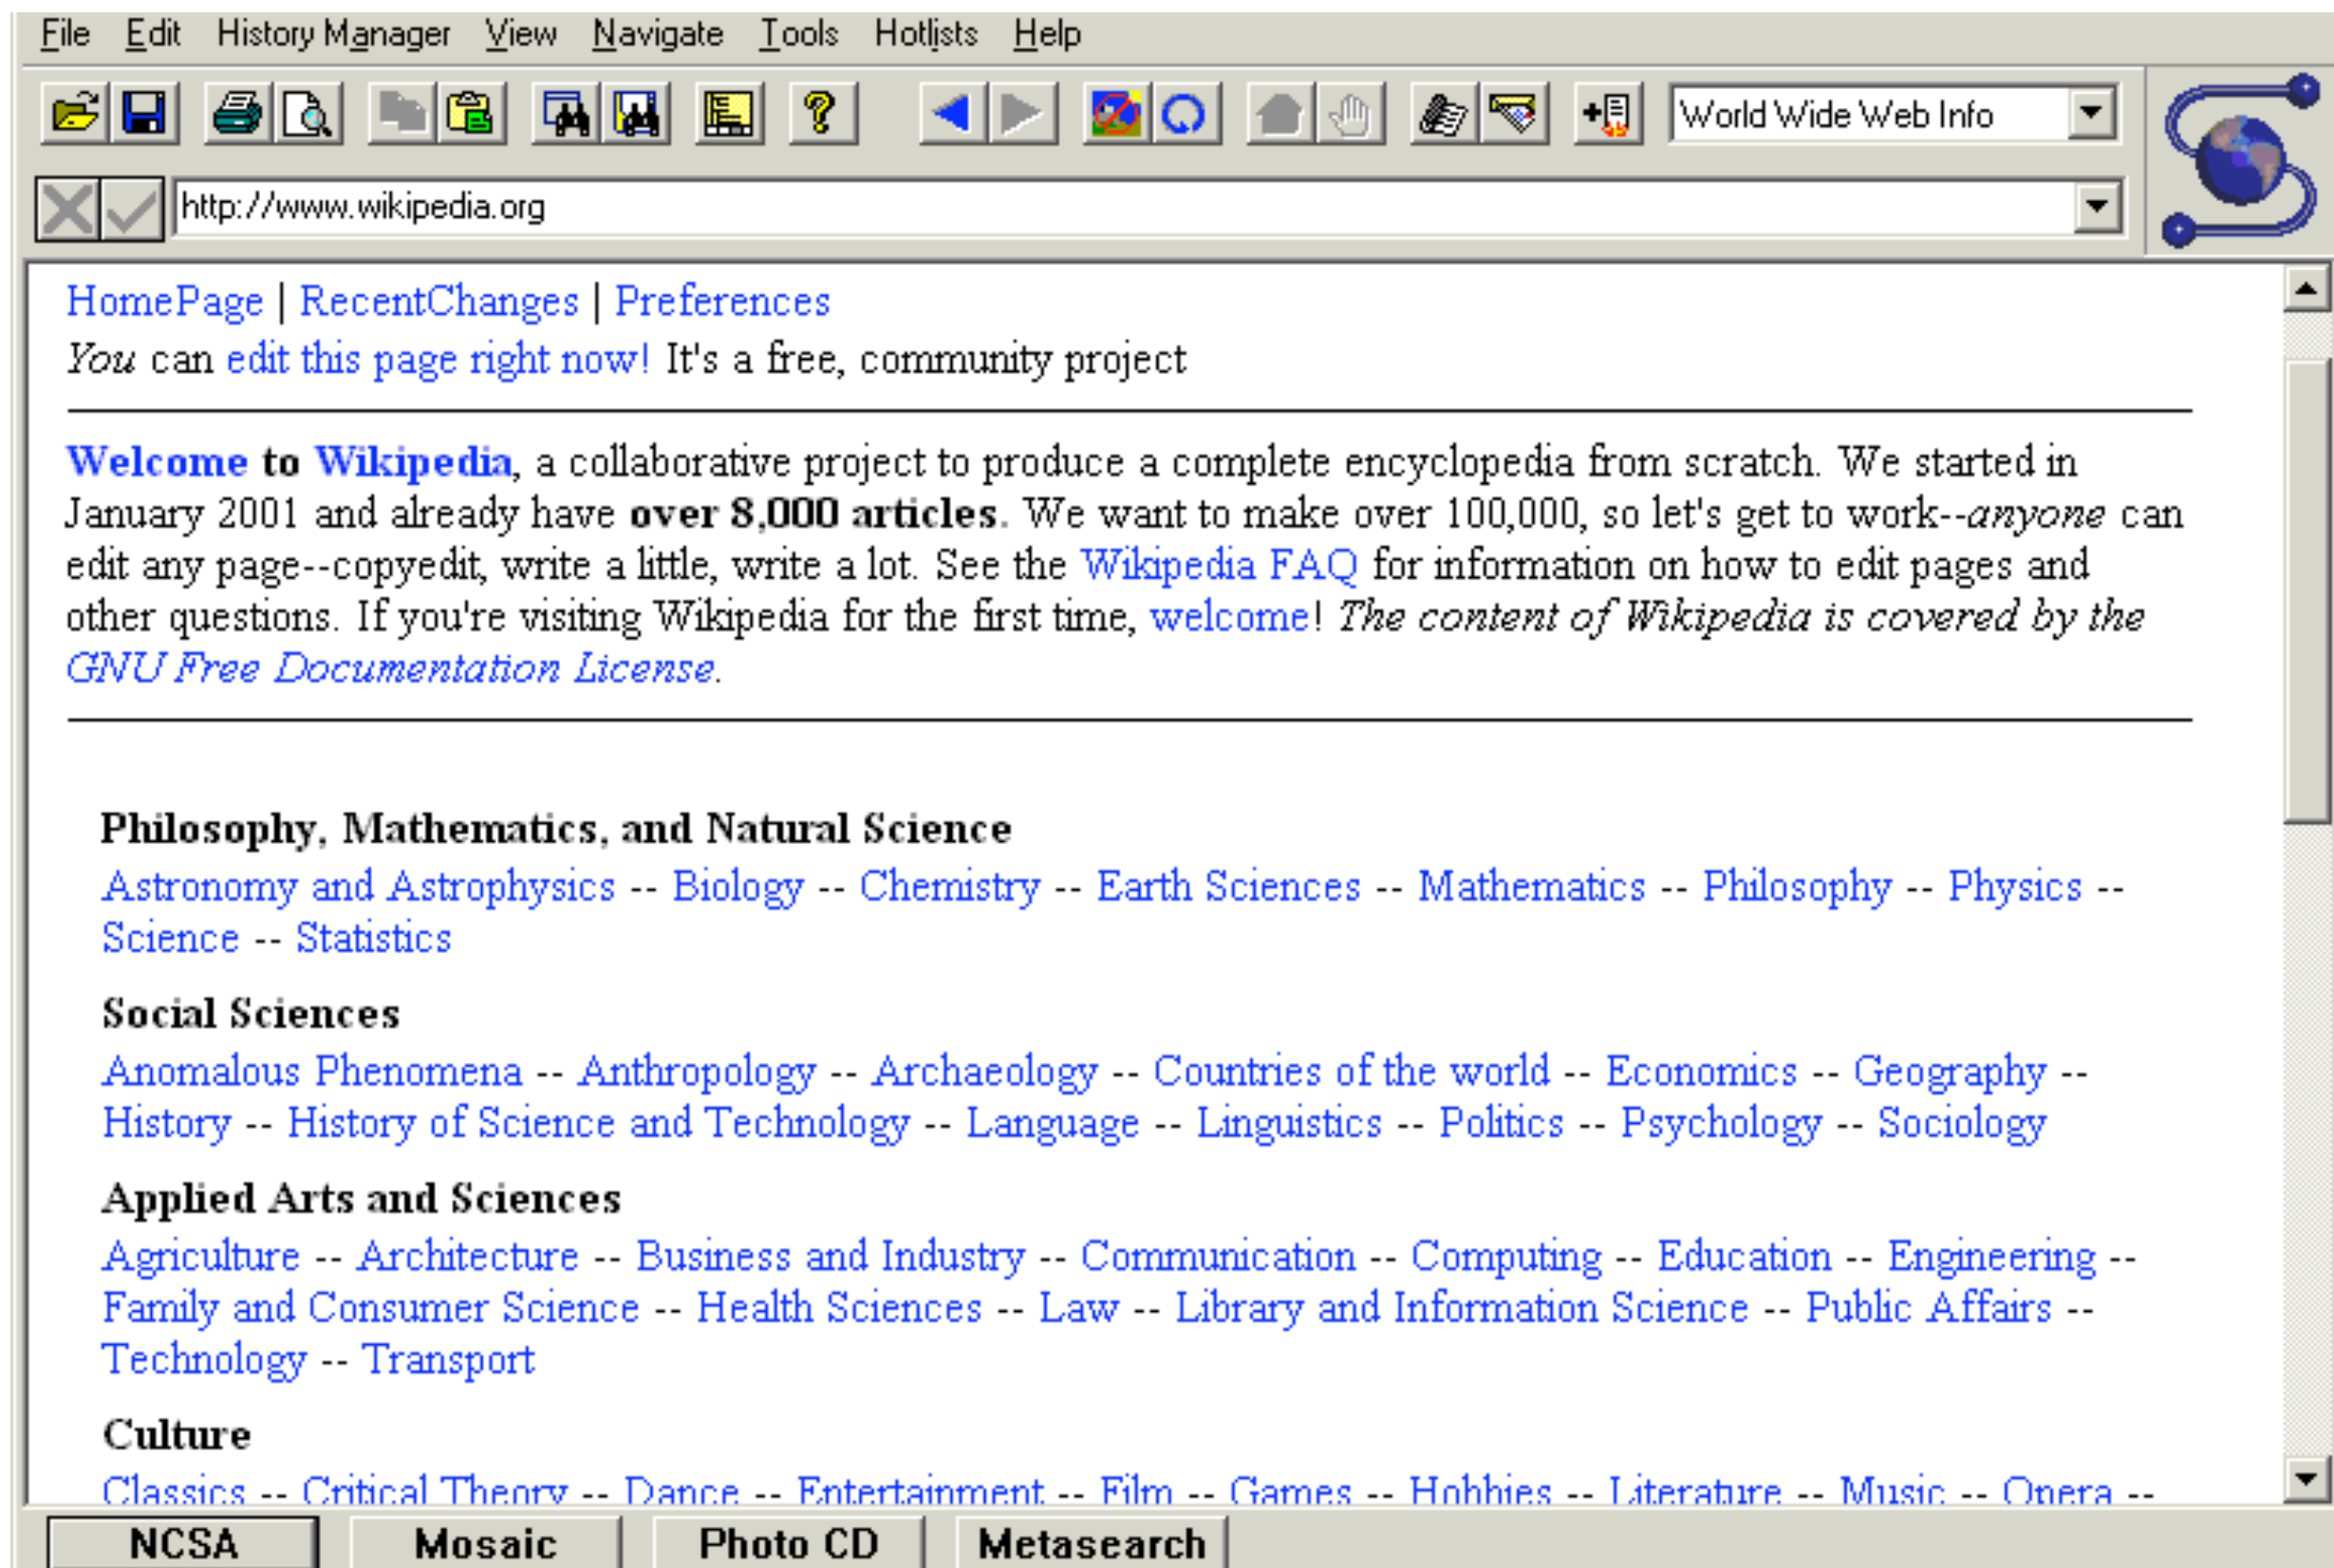 File Edit History Manager View Navigate Tools Hotlists Help
World Wide Web Info
http://www.wikipedia.org
HomePage | RecentChanges | Preferences
You can edit this page right now! It's a free, community project
Welcome to Wikipedia, a collaborative project to produce a complete encyclopedia from scratch. We started in
January 2001 and already have over 8,000 articles. We want to make over 100,000, so let's get to work--anyone can
edit any page--copyedit, write a little, write a lot. See the Wikipedia FAQ for information on how to edit pages and
other questions. If you're visiting Wikipedia for the first time, welcome! The content of Wikipedia is covered by the
GNU Free Documentation License.
Philosophy, Mathematics, and Natural Science
Astronomy and Astrophysics -- Biology -- Chemistry -- Earth Sciences -- Mathematics -- Philosophy -- Physics --
Science -- Statistics
Social Sciences
Anomalous Phenomena -- Anthropology -- Archaeology -- Countries of the world -- Economics -- Geography --
History -- History of Science and Technology -- Language -- Linguistics -- Politics -- Psychology -- Sociology
Applied Arts and Sciences
Agriculture -- Architecture -- Business and Industry -- Communication -- Computing -- Education -- Engineering --
Family and Consumer Science -- Health Sciences -- Law -- Library and Information Science -- Public Affairs --
Technology -- Transport
Culture
Classics -- Critical Theory -- Dance -- Entertainment -- Film -- Games -- Hobbies -- Literature -- Music -- Opera --
NCSA Mosaic Photo CD Metasearch